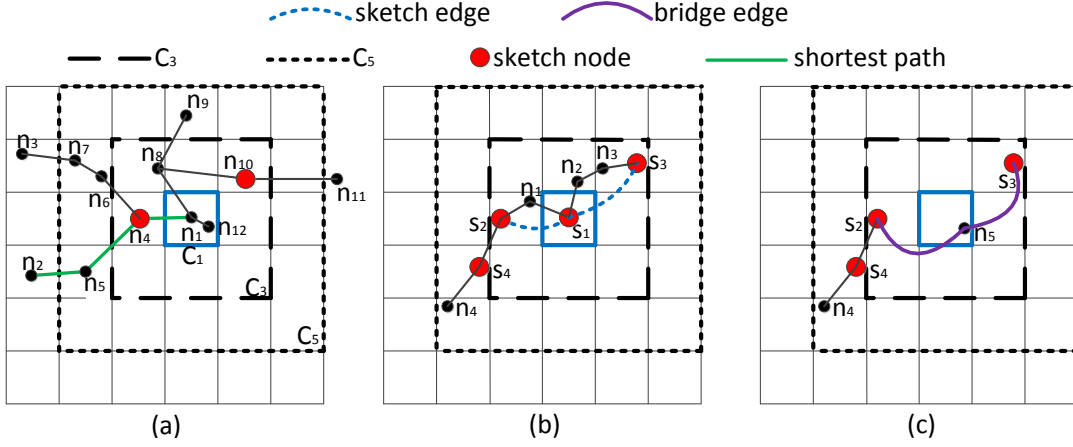 sketch edge bridge edge
C₃ C₅ sketch node shortest path
n₉
n₃ n₇ n₈ n₁₀
n₁₁
n₆
n₄ n₁ n₁₂
C₁
n₂ n₅
C₃
C₅
(a)
n₃ s₃
n₂
n₁
s₂ s₁
s₄
n₄
(b)
s₃
s₂
n₅
s₄
n₄
(c)